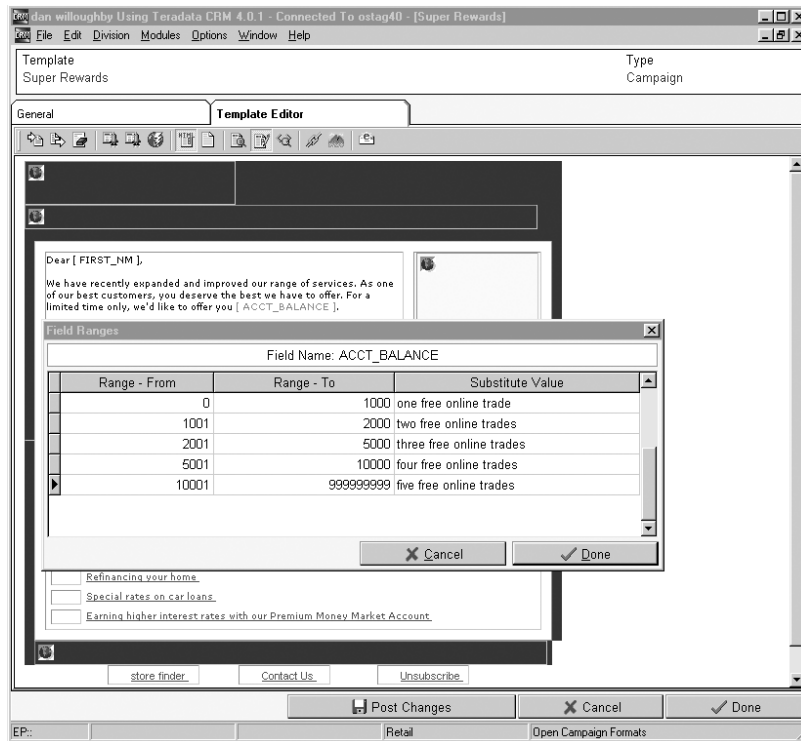 dan willoughby Using Teradata CRM 4.0.1 - Connected To ostag40 - [Super Rewards]
File Edit Division Modules Options Window Help
Template Type
Super Rewards Campaign
General Template Editor
Dear [ FIRST_NM ],
We have recently expanded and improved our range of services. As one
of our best customers, you deserve the best we have to offer. For a
limited time only, we'd like to offer you [ ACCT_BALANCE ].
Field Ranges
Field Name: ACCT_BALANCE
Range - From Range - To Substitute Value
0 1000 one free online trade
1001 2000 two free online trades
2001 5000 three free online trades
5001 10000 four free online trades
10001 999999999 five free online trades
Cancel Done
Refinancing your home
Special rates on car loans
Earning higher interest rates with our Premium Money Market Account
store finder Contact Us Unsubscribe
Post Changes Cancel Done
EP:: Retail Open Campaign Formats